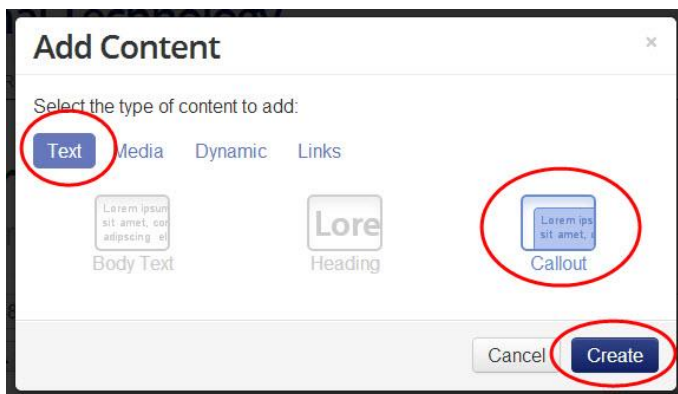 Add Content
×
Select the type of content to add:
Text Media Dynamic Links
Lorem ipsum
sit amet, con
adipscing el
Lore
Lorem ips
sit amet,
Body Text Heading Callout
Cancel Create